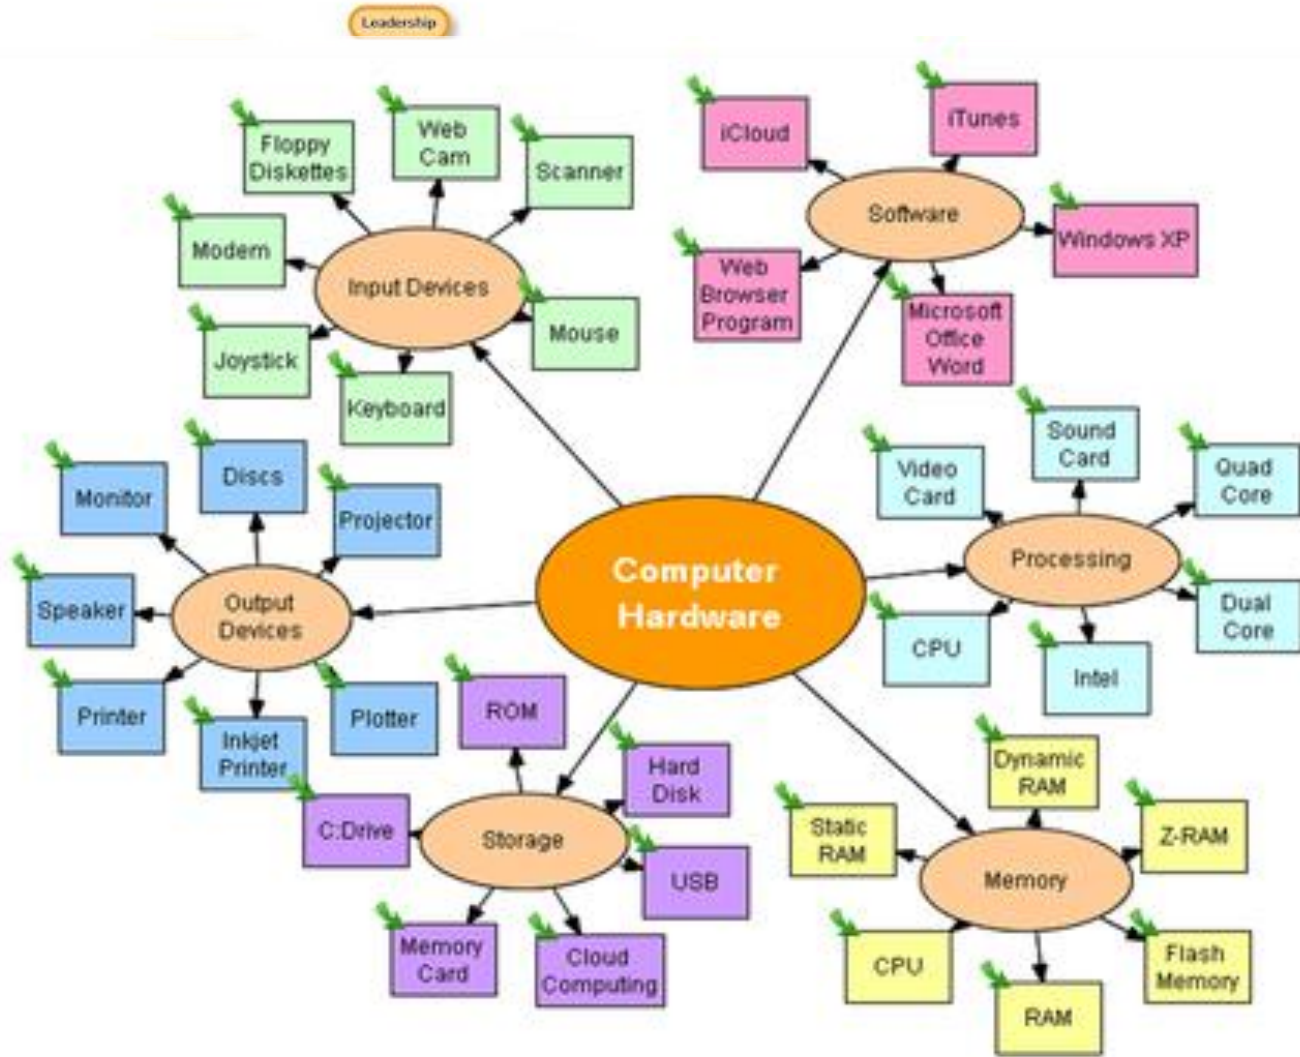 Leadership
Floppy
Diskettes
Web
Cam
Scanner
Modem
Input Devices
Mouse
Joystick
Keyboard
iCloud
iTunes
Software
Windows XP
Web
Browser
Program
Microsoft
Office
Word
Monitor
Discs
Projector
Speaker
Output
Devices
Printer
Inkjet
Printer
Plotter
Computer
Hardware
Video
Card
Sound
Card
Quad
Core
Processing
CPU
Intel
Dual
Core
ROM
Hard
Disk
C:Drive
Storage
USB
Memory
Card
Cloud
Computing
Dynamic
RAM
Static
RAM
Z-RAM
Memory
CPU
RAM
Flash
Memory